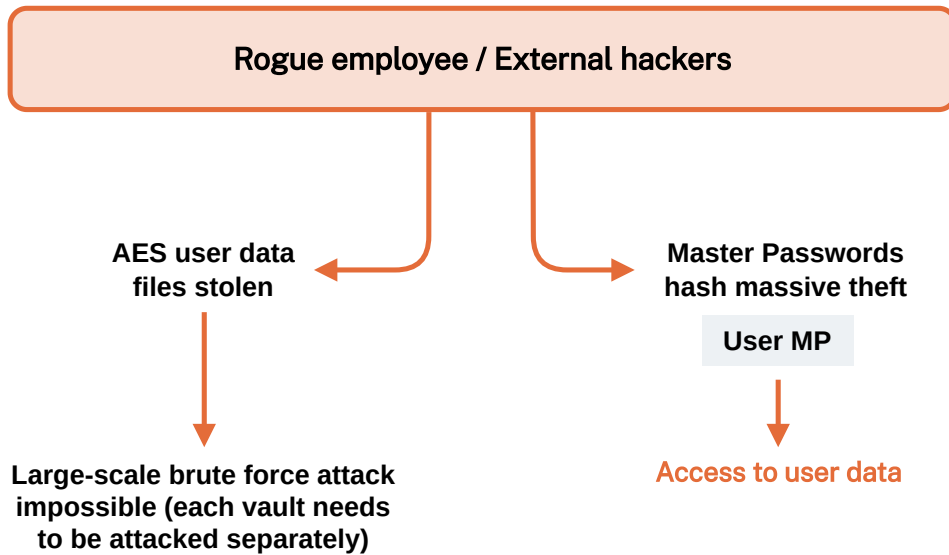 Rogue employee / External hackers
AES user data
files stolen
Master Passwords
hash massive theft
User MP
Large-scale brute force attack
impossible (each vault needs
to be attacked separately)
Access to user data